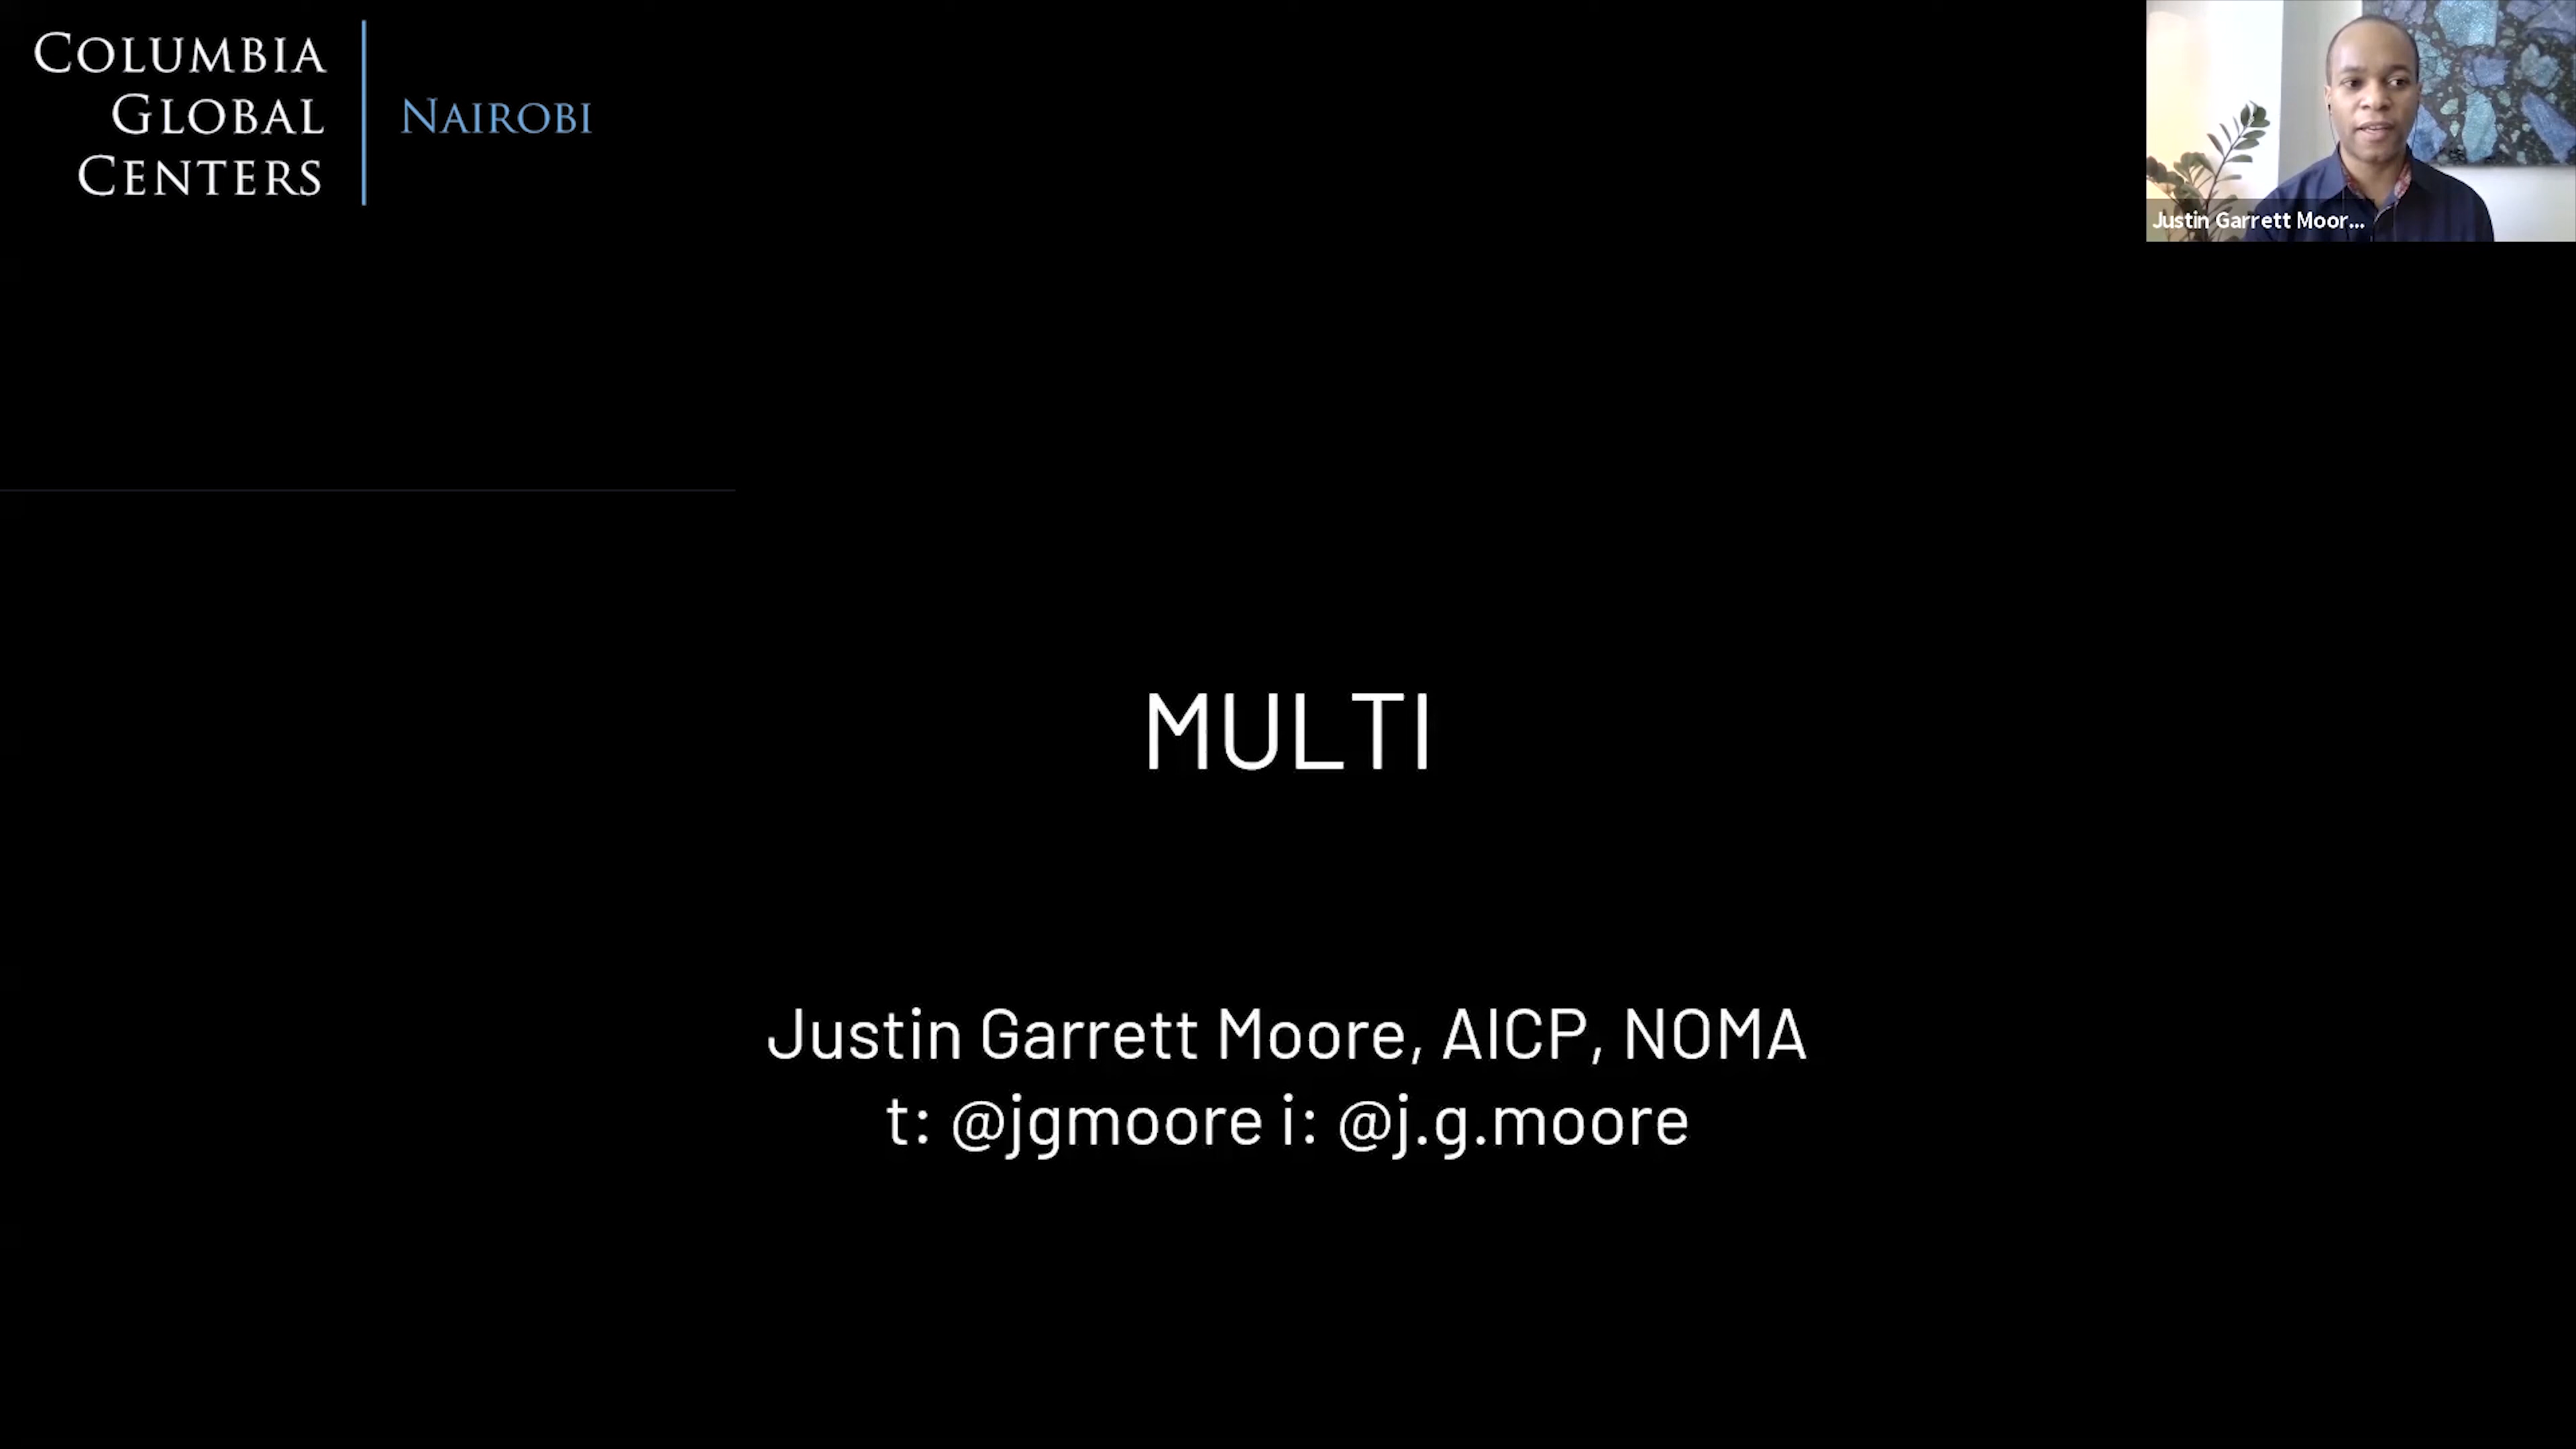 COLUMBIA
GLOBAL
CENTERS
NAIROBI
Justin Garrett Moor...
MULTI
Justin Garrett Moore, AICP, NOMA
t: @jgmoore i: @j.g.moore